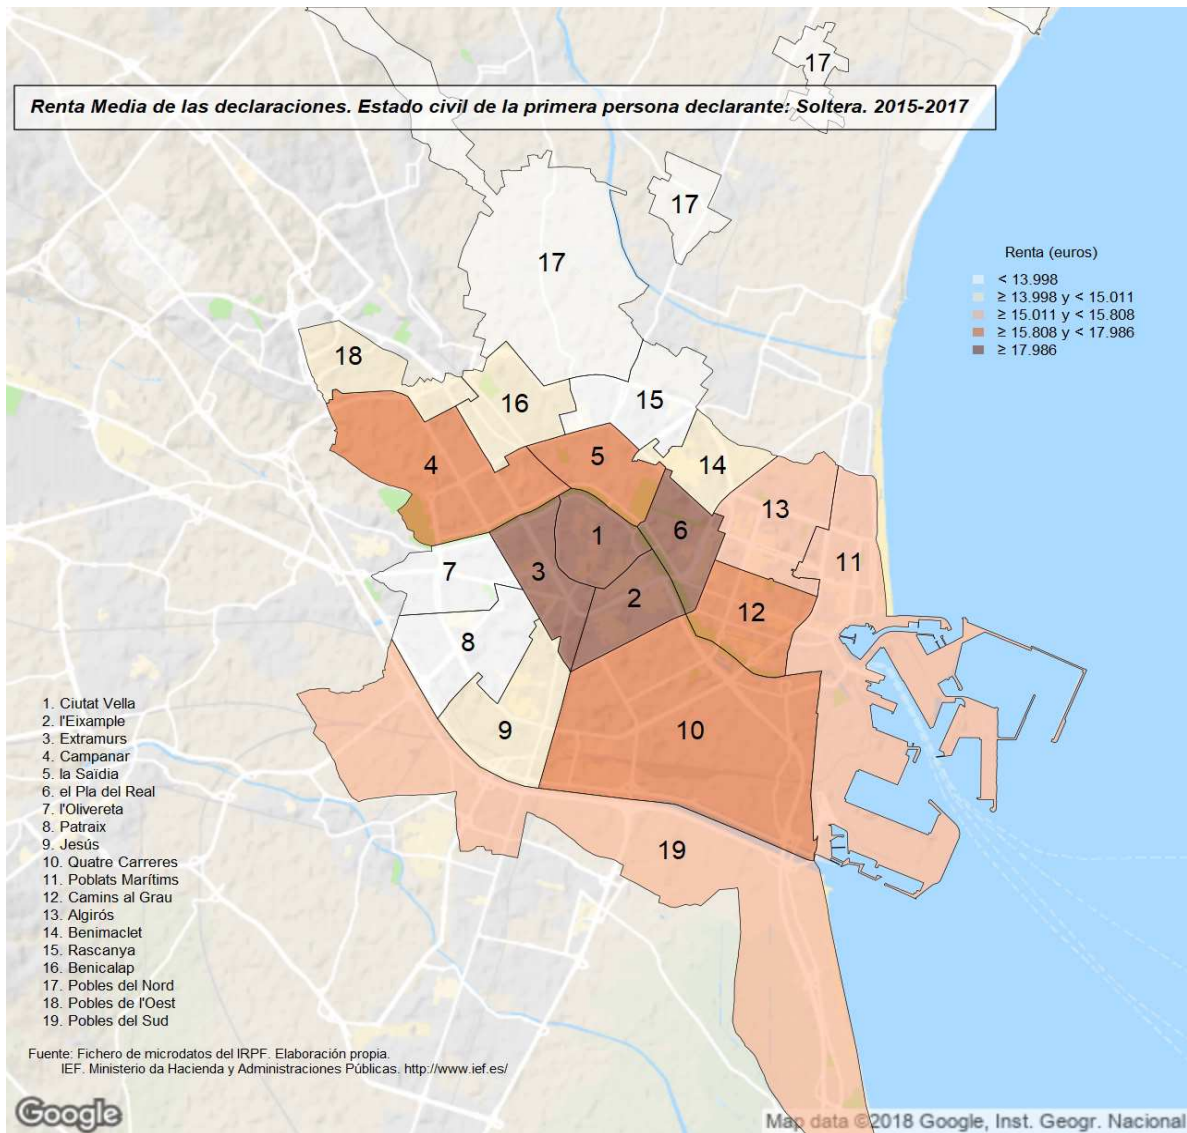 17
Renta Media de las declaraciones. Estado civil de la primera persona declarante: Soltera. 2015-2017
17
17
Renta (euros)
< 13.998
≥ 13.998 y < 15.011
≥ 15.011 y < 15.808
≥ 15.808 y < 17.986
≥ 17.986
18
16
15
4
5
14
13
6
1
11
7
3
2
12
8
9
10
19
1. Ciutat Vella
2. l'Eixample
3. Extramurs
4. Campanar
5. la Saïdia
6. el Pla del Real
7. l'Olivereta
8. Patraix
9. Jesús
10. Quatre Carreres
11. Poblats Marítims
12. Camins al Grau
13. Algirós
14. Benimaclet
15. Rascanya
16. Benicalap
17. Pobles del Nord
18. Pobles de l'Oest
19. Pobles del Sud
Fuente: Fichero de microdatos del IRPF. Elaboración propia.
IEF. Ministerio da Hacienda y Administraciones Públicas. http://www.ief.es/
Google
Map data ©2018 Google, Inst. Geogr. Nacional